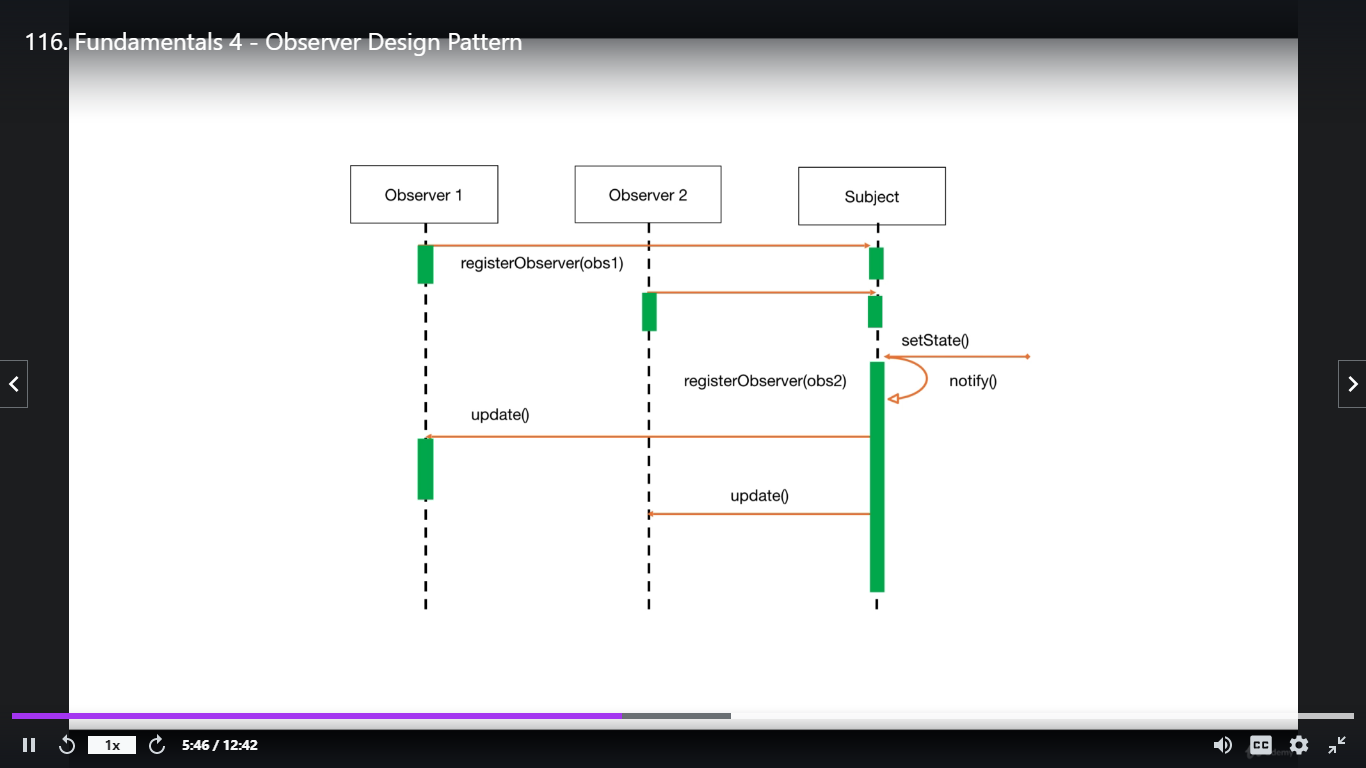 116. Fundamentals 4 - Observer Design Pattern
Observer 1
Observer 2
Subject
registerObserver(obs1)
setState()
registerObserver(obs2)
notify()
update()
update()
1x
5:46 / 12:42
CC